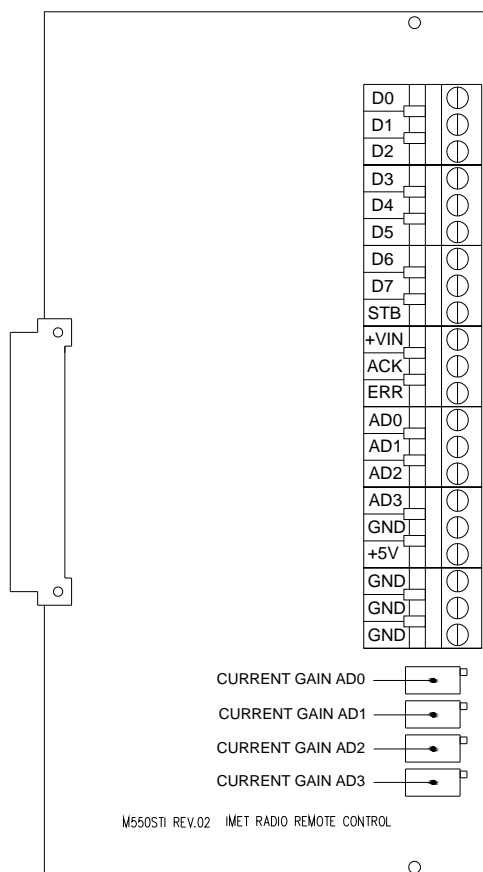 D0
D1
D2
D3
D4
D5
D6
D7
STB
+VIN
ACK
ERR
AD0
AD1
AD2
AD3
GND
+5V
GND
GND
GND
CURRENT GAIN AD0
CURRENT GAIN AD1
CURRENT GAIN AD2
CURRENT GAIN AD3
M550STI REV.02 IMET RADIO REMOTE CONTROL